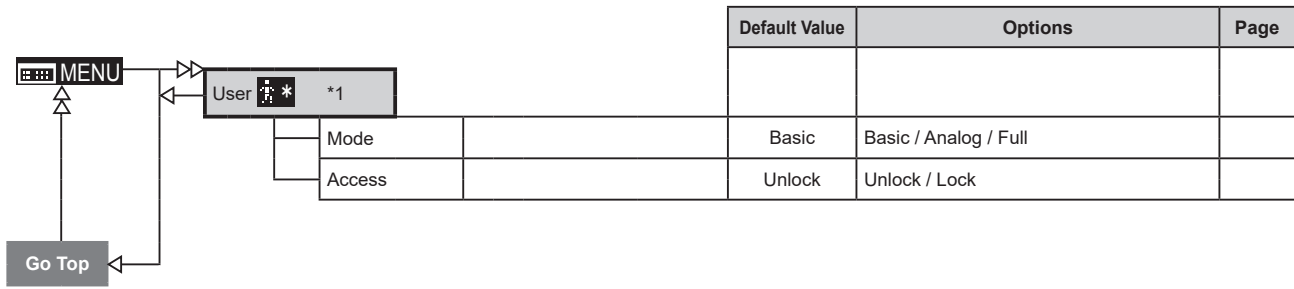 Default Value Options Page
MENU
User * *1
Mode Basic Basic / Analog / Full
Access Unlock Unlock / Lock
Go Top